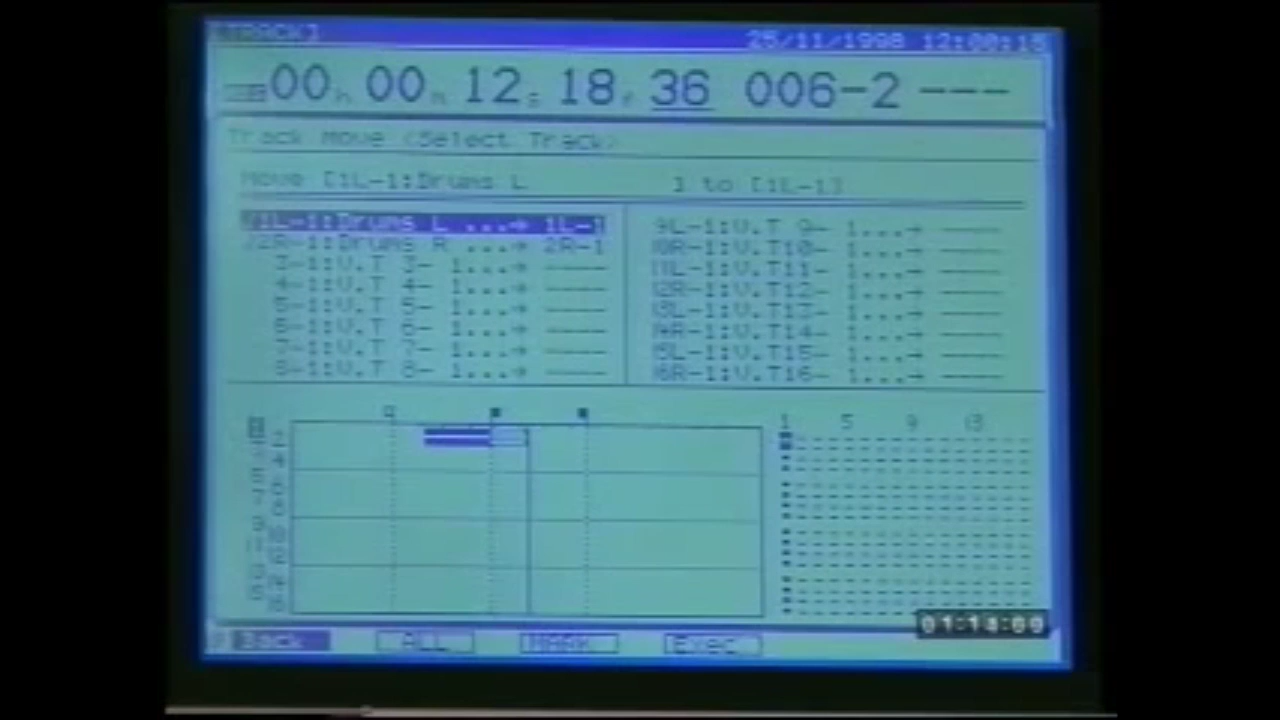 [TRACK] 25/11/1998 12:00:15
00h 00m 12s 18f 36 006-2 ---
Track Move (Select Track)
Move [1L-1:Drums L ] to [1L-1]
1L-1:Drums L ...→ 1L-1
2R-1:Drums R ...→ 2R-1
3-1:V.T 3- 1...→ ----
4-1:V.T 4- 1...→ ----
5-1:V.T 5- 1...→ ----
6-1:V.T 6- 1...→ ----
7-1:V.T 7- 1...→ ----
8-1:V.T 8- 1...→ ----
9L-1:V.T 9- 1...→ ----
10R-1:V.T10- 1...→ ----
11L-1:V.T11- 1...→ ----
12R-1:V.T12- 1...→ ----
13L-1:V.T13- 1...→ ----
14R-1:V.T14- 1...→ ----
15L-1:V.T15- 1...→ ----
16R-1:V.T16- 1...→ ----
1 5 9 13
01:14:00
Back ALL MARK Exec